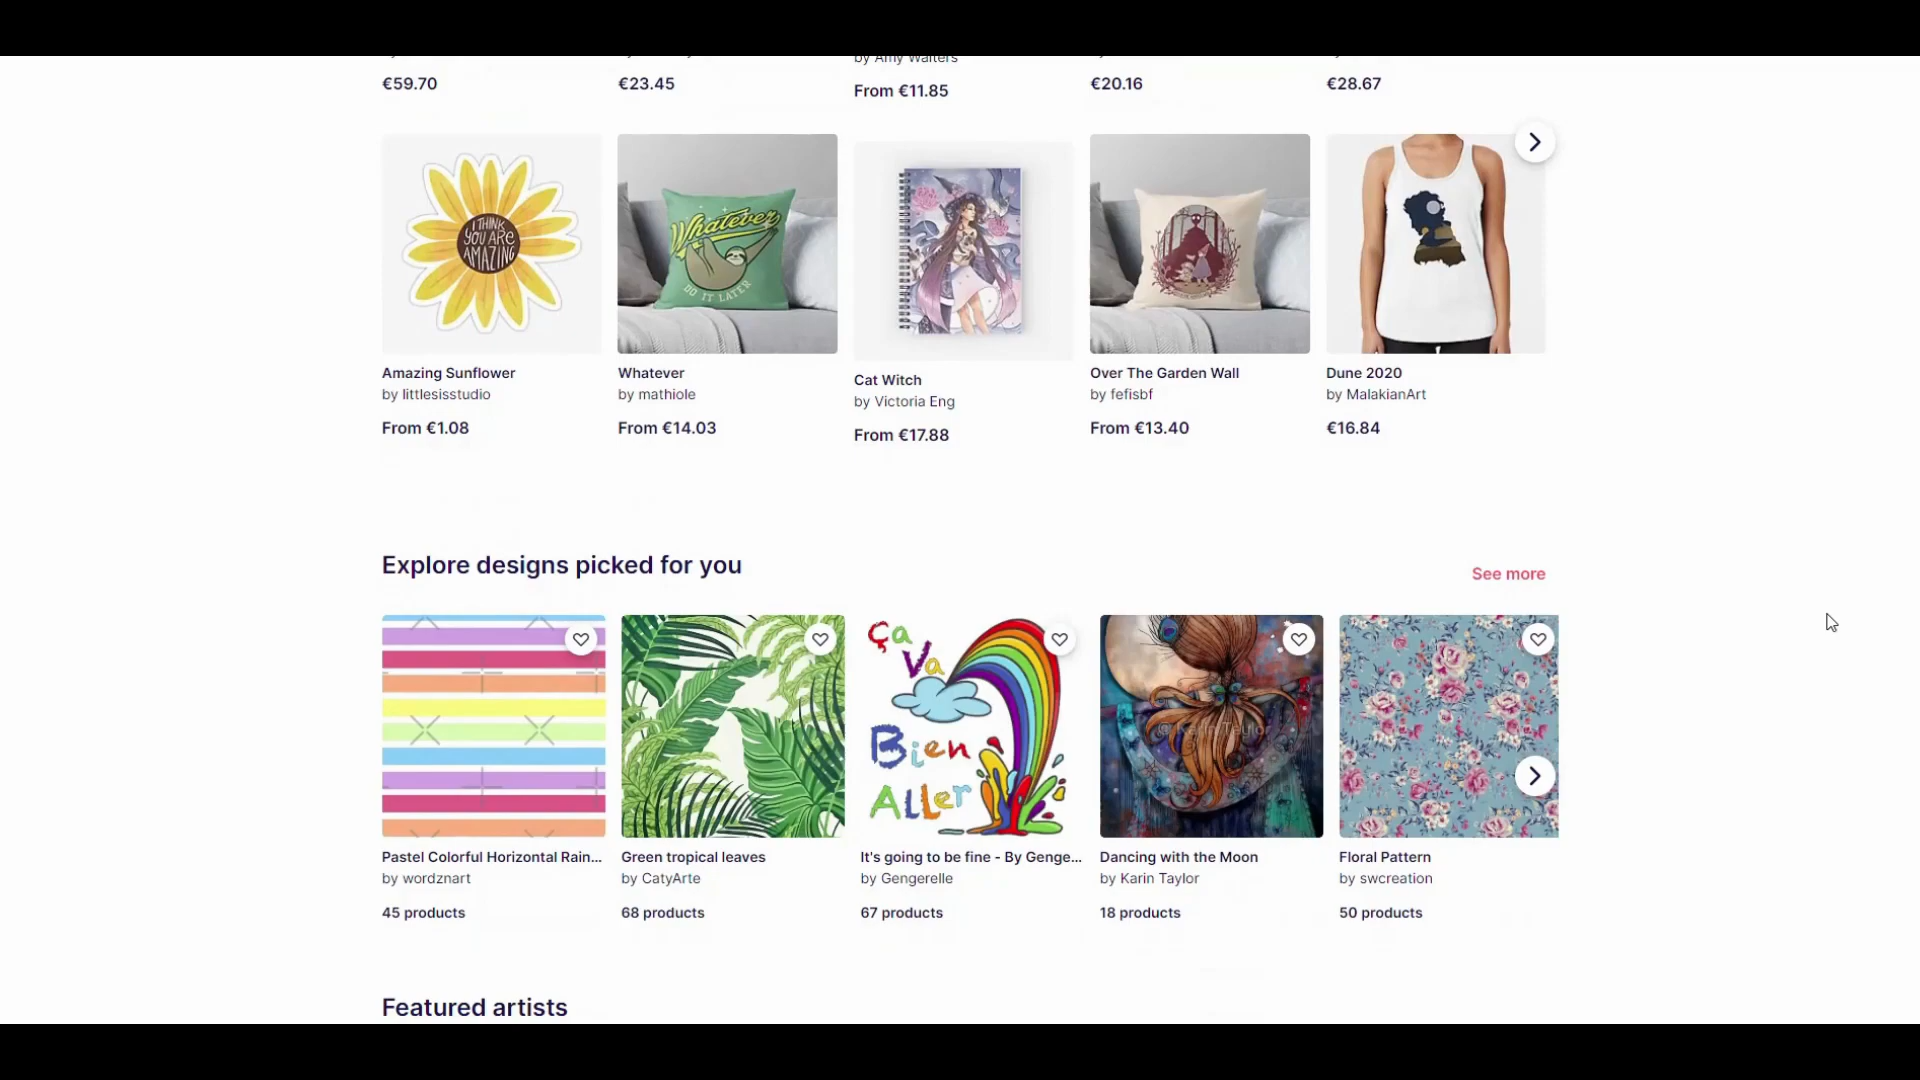 by Amy Walters
€59.70
€23.45
From €11.85
€20.16
€28.67
I THINK
YOU ARE
AMAZING
Whatever
DO IT LATER
Amazing Sunflower
by littlesisstudio
From €1.08
Whatever
by mathiole
From €14.03
Cat Witch
by Victoria Eng
From €17.88
Over The Garden Wall
by fefisbf
From €13.40
Dune 2020
by MalakianArt
€16.84
Explore designs picked for you
See more
Ça
Va
Bien
Aller
Pastel Colorful Horizontal Rain...
by wordznart
45 products
Green tropical leaves
by CatyArte
68 products
It's going to be fine - By Genge...
by Gengerelle
67 products
Dancing with the Moon
by Karin Taylor
18 products
Floral Pattern
by swcreation
50 products
Featured artists